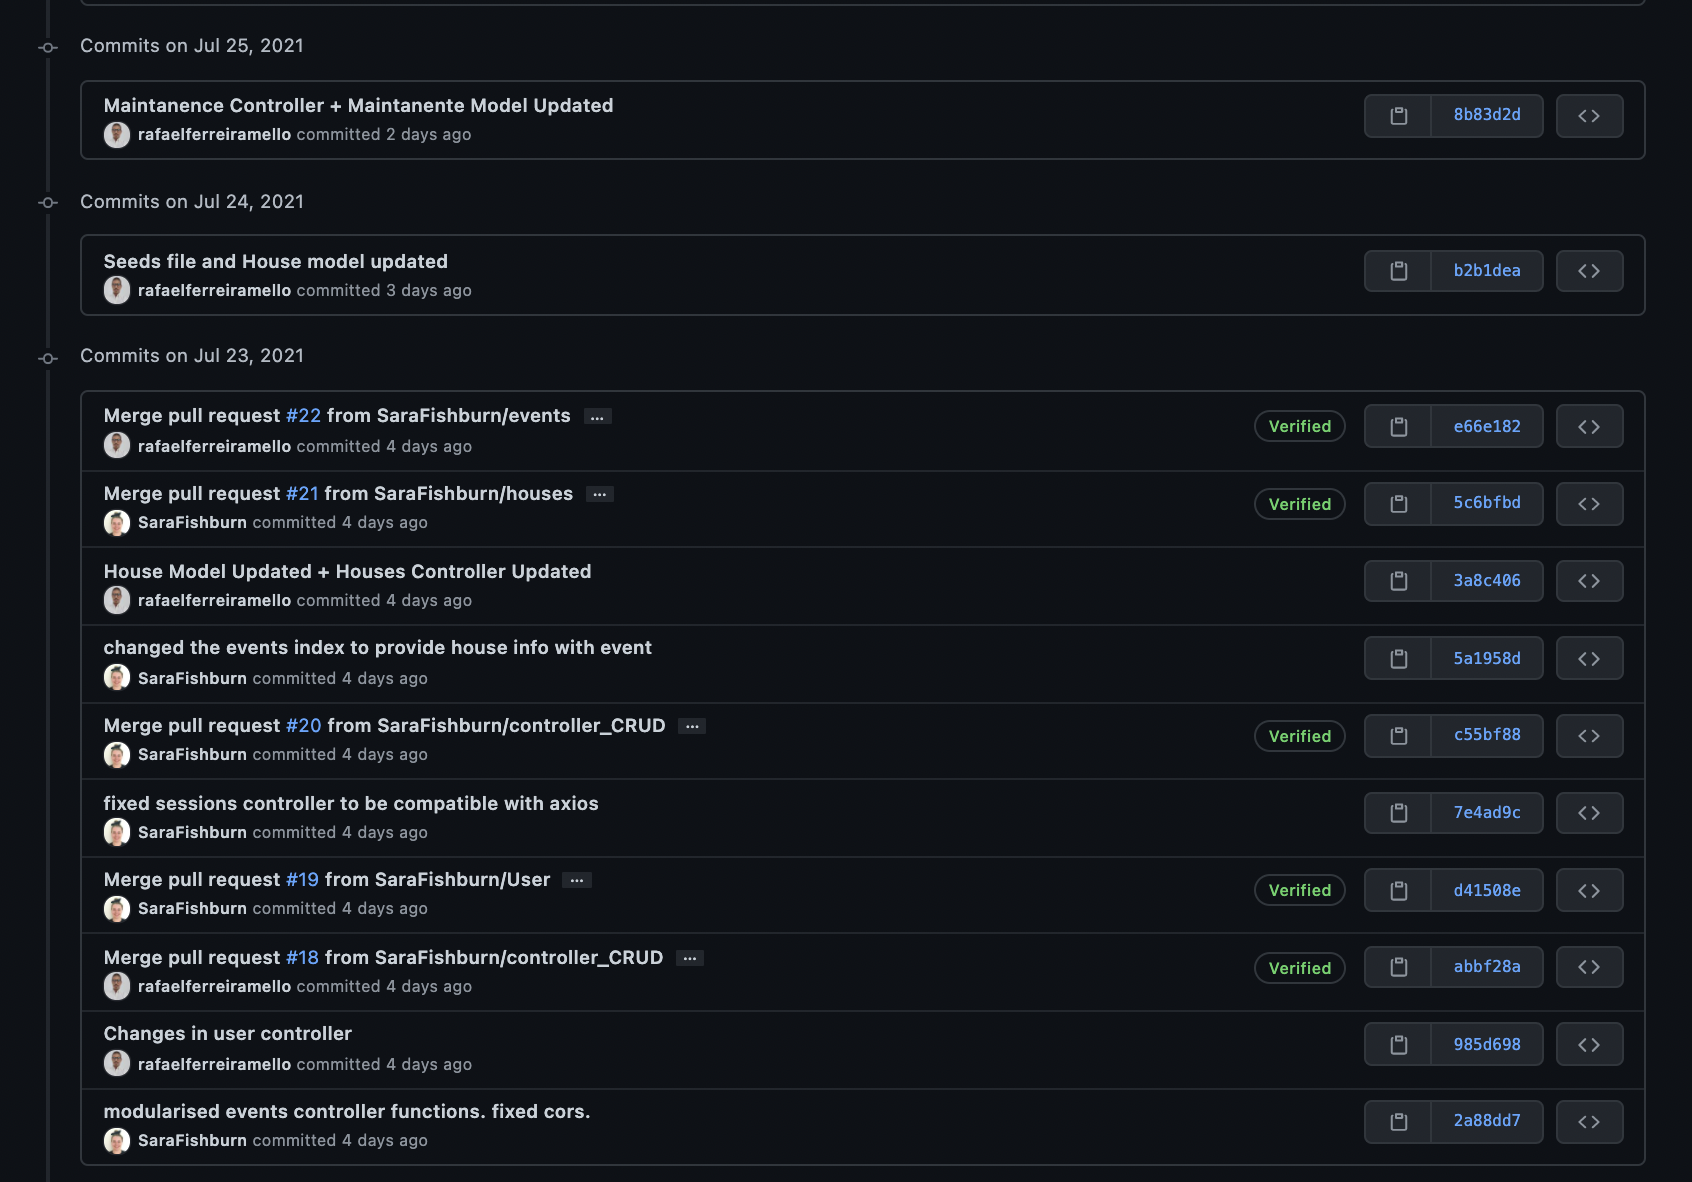 Commits on Jul 25, 2021
Maintanence Controller + Maintanente Model Updated
8b83d2d
rafaelferreiramello committed 2 days ago
Commits on Jul 24, 2021
Seeds file and House model updated
b2b1dea
rafaelferreiramello committed 3 days ago
Commits on Jul 23, 2021
Merge pull request #22 from SaraFishburn/events …
Verified e66e182
rafaelferreiramello committed 4 days ago
Merge pull request #21 from SaraFishburn/houses …
Verified 5c6bfbd
SaraFishburn committed 4 days ago
House Model Updated + Houses Controller Updated
3a8c406
rafaelferreiramello committed 4 days ago
changed the events index to provide house info with event
5a1958d
SaraFishburn committed 4 days ago
Merge pull request #20 from SaraFishburn/controller_CRUD …
Verified c55bf88
SaraFishburn committed 4 days ago
fixed sessions controller to be compatible with axios
7e4ad9c
SaraFishburn committed 4 days ago
Merge pull request #19 from SaraFishburn/User …
Verified d41508e
SaraFishburn committed 4 days ago
Merge pull request #18 from SaraFishburn/controller_CRUD …
Verified abbf28a
rafaelferreiramello committed 4 days ago
Changes in user controller
985d698
rafaelferreiramello committed 4 days ago
modularised events controller functions. fixed cors.
2a88dd7
SaraFishburn committed 4 days ago